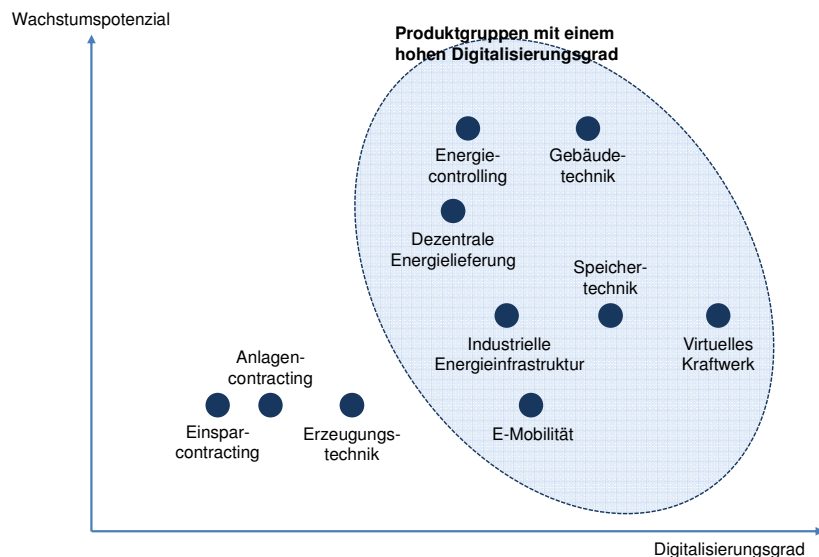 Wachstumspotenzial
Produktgruppen mit einem
hohen Digitalisierungsgrad
Energie-
controlling
Gebäude-
technik
Dezentrale
Energielieferung
Speicher-
technik
Industrielle
Energieinfrastruktur
Virtuelles
Kraftwerk
Anlagen-
contracting
Einspar-
contracting
Erzeugungs-
technik
E-Mobilität
Digitalisierungsgrad